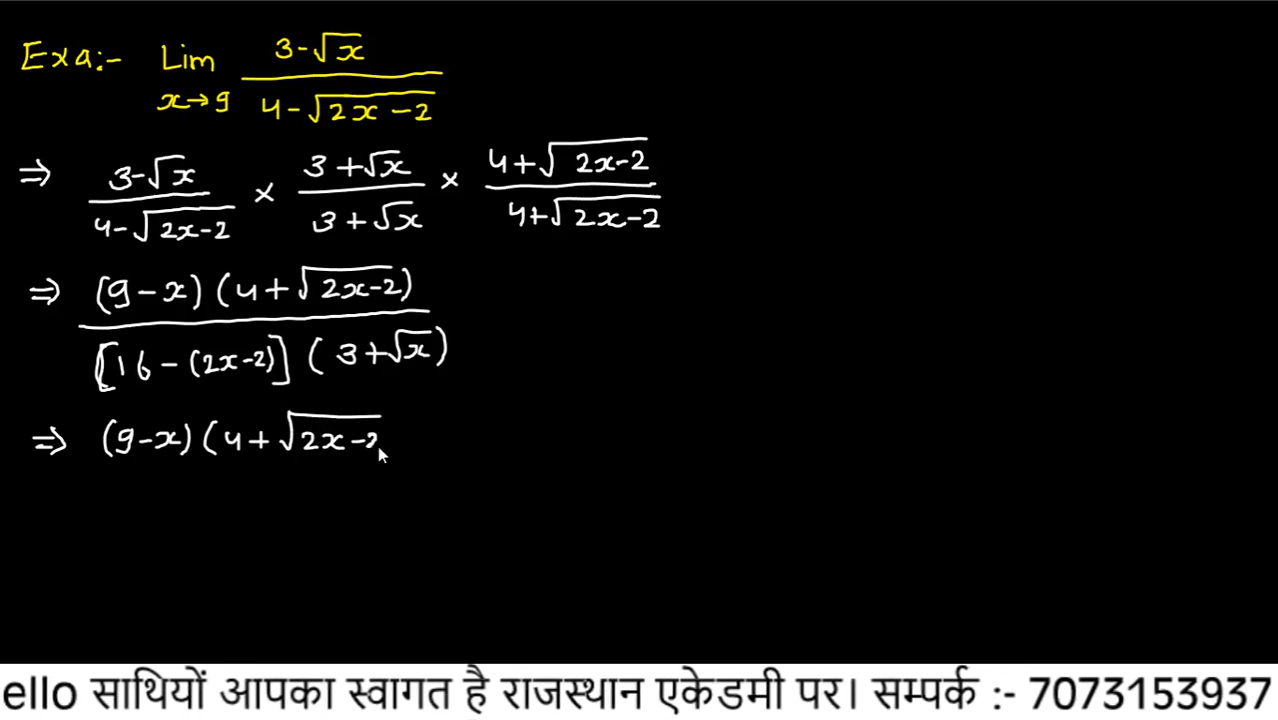 Exa:- Lim x→9 (3-√x)/(4-√(2x-2))
⇒ (3-√x)/(4-√(2x-2)) × (3+√x)/(3+√x) × (4+√(2x-2))/(4+√(2x-2))
⇒ (9-x)(4+√(2x-2))/[16-(2x-2)](3+√x)
⇒ (9-x)(4+√(2x-2
ello साथियों आपका स्वागत है राजस्थान एकेडमी पर। सम्पर्क :- 7073153937